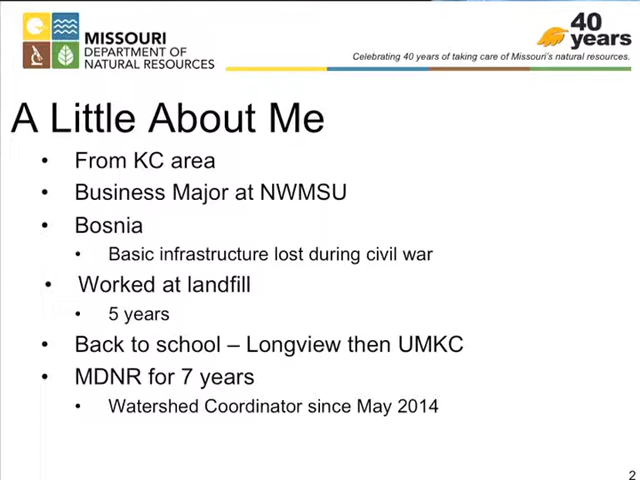 MISSOURI
DEPARTMENT OF
NATURAL RESOURCES
40
years
Celebrating 40 years of taking care of Missouri's natural resources.
A Little About Me
• From KC area
• Business Major at NWMSU
• Bosnia
• Basic infrastructure lost during civil war
• Worked at landfill
• 5 years
• Back to school – Longview then UMKC
• MDNR for 7 years
• Watershed Coordinator since May 2014
2